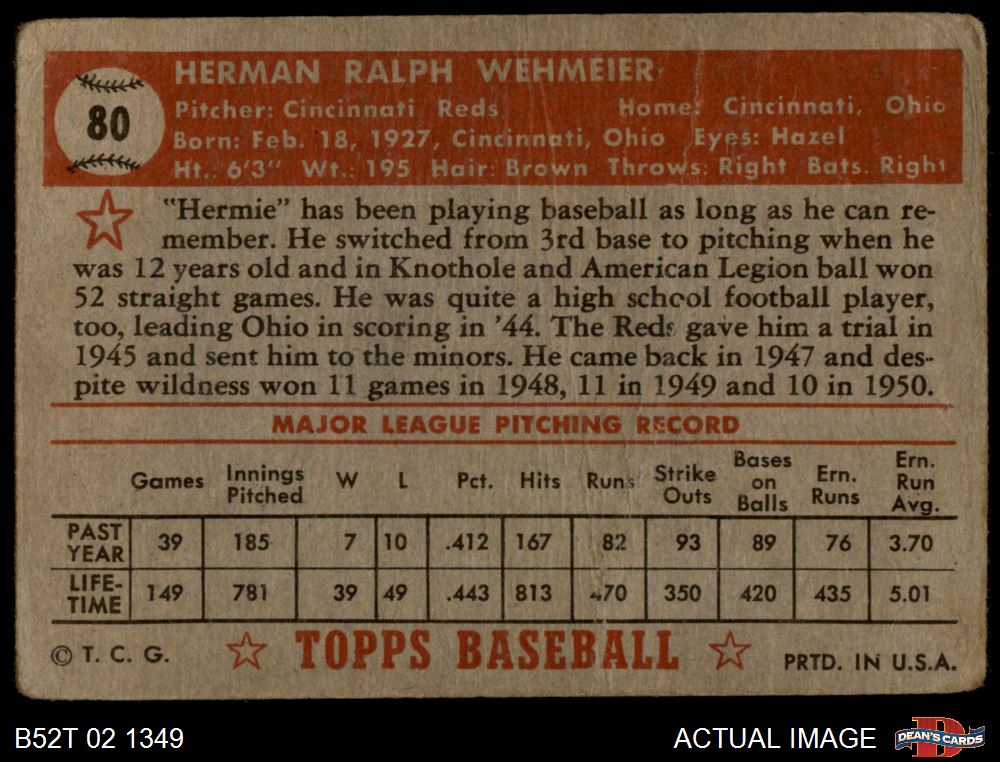 HERMAN RALPH WEHMEIER
80
Pitcher: Cincinnati Reds Home: Cincinnati, Ohio
Born: Feb. 18, 1927, Cincinnati, Ohio Eyes: Hazel
Ht.: 6'3" Wt.: 195 Hair: Brown Throws: Right Bats: Right
"Hermie" has been playing baseball as long as he can re-
member. He switched from 3rd base to pitching when he
was 12 years old and in Knothole and American Legion ball won
52 straight games. He was quite a high school football player,
too, leading Ohio in scoring in '44. The Reds gave him a trial in
1945 and sent him to the minors. He came back in 1947 and des-
pite wildness won 11 games in 1948, 11 in 1949 and 10 in 1950.
MAJOR LEAGUE PITCHING RECORD
Games Innings Pitched W L Pct. Hits Runs Strike Outs Bases on Balls Ern. Runs Ern. Run Avg.
PAST YEAR 39 185 7 10 .412 167 82 93 89 76 3.70
LIFE-TIME 149 781 39 49 .443 813 470 350 420 435 5.01
© T. C. G. TOPPS BASEBALL PRTD. IN U.S.A.
B52T 02 1349 ACTUAL IMAGE DEAN'S CARDS